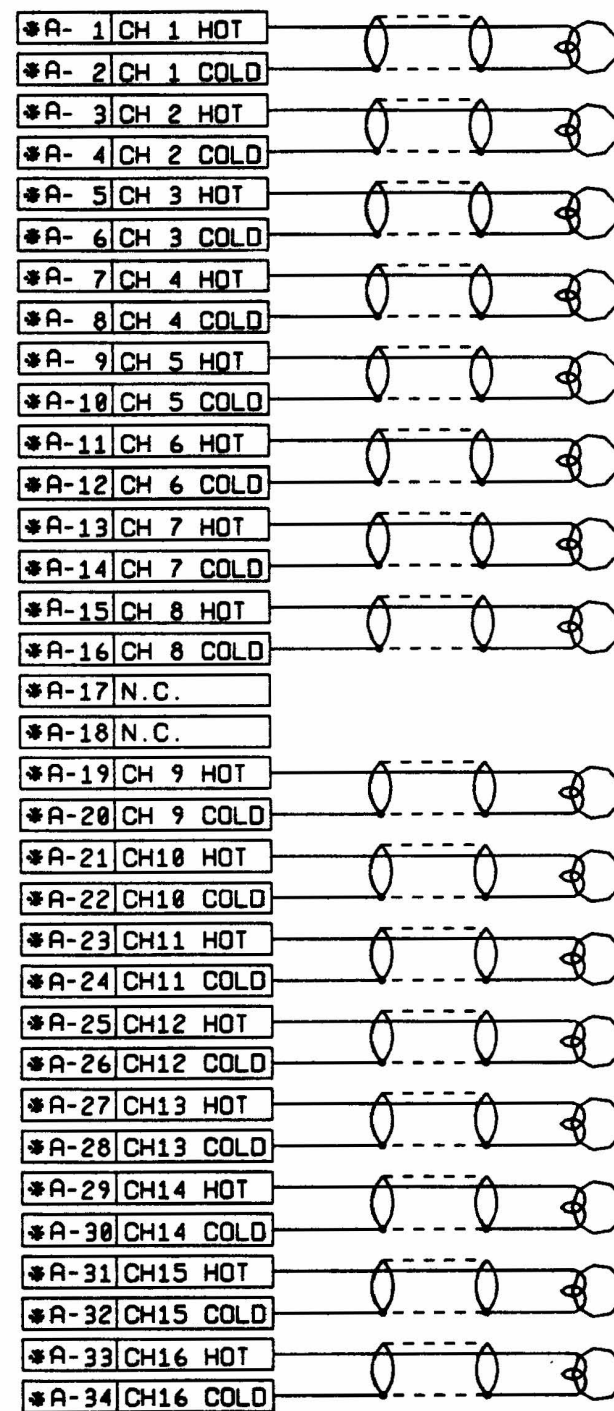 *A- 1 CH 1 HOT
*A- 2 CH 1 COLD
*A- 3 CH 2 HOT
*A- 4 CH 2 COLD
*A- 5 CH 3 HOT
*A- 6 CH 3 COLD
*A- 7 CH 4 HOT
*A- 8 CH 4 COLD
*A- 9 CH 5 HOT
*A-10 CH 5 COLD
*A-11 CH 6 HOT
*A-12 CH 6 COLD
*A-13 CH 7 HOT
*A-14 CH 7 COLD
*A-15 CH 8 HOT
*A-16 CH 8 COLD
*A-17 N.C.
*A-18 N.C.
*A-19 CH 9 HOT
*A-20 CH 9 COLD
*A-21 CH10 HOT
*A-22 CH10 COLD
*A-23 CH11 HOT
*A-24 CH11 COLD
*A-25 CH12 HOT
*A-26 CH12 COLD
*A-27 CH13 HOT
*A-28 CH13 COLD
*A-29 CH14 HOT
*A-30 CH14 COLD
*A-31 CH15 HOT
*A-32 CH15 COLD
*A-33 CH16 HOT
*A-34 CH16 COLD